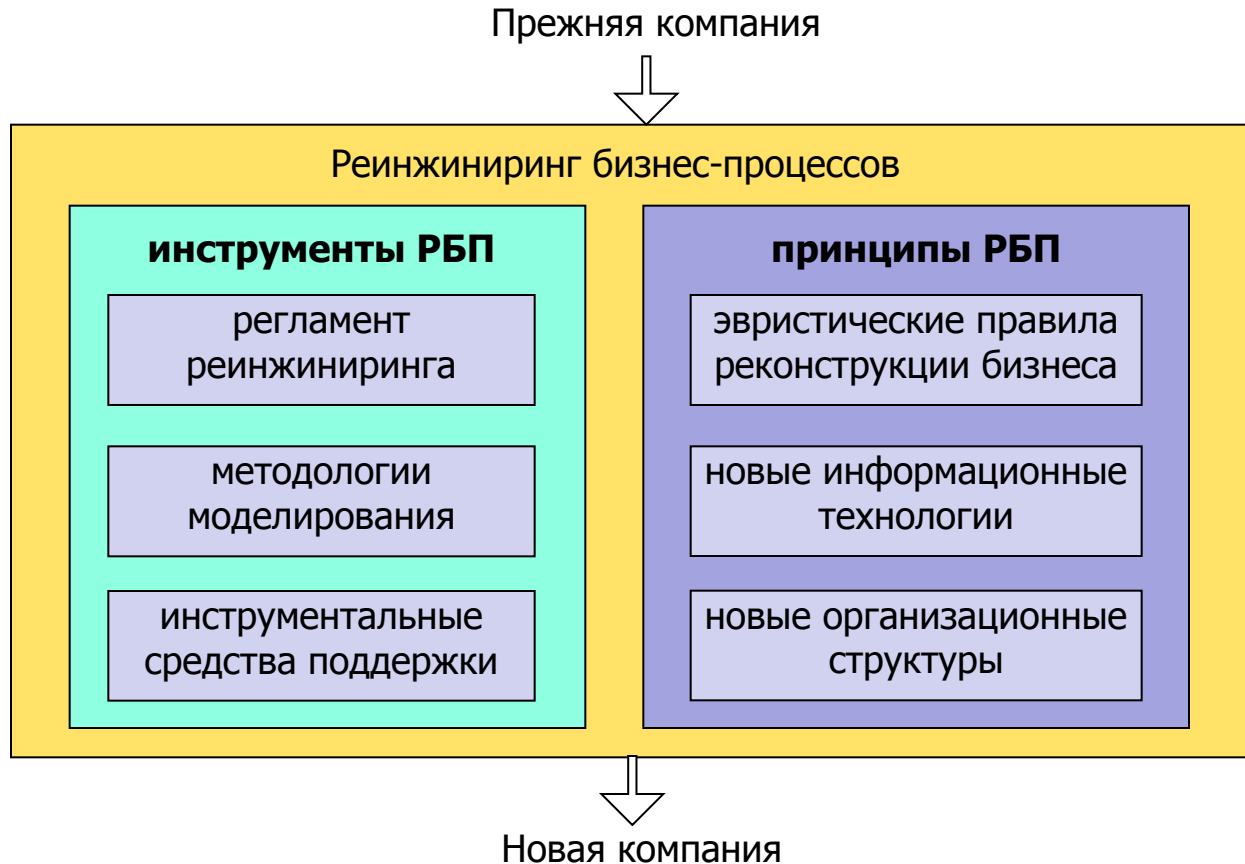 Прежняя компания
Реинжиниринг бизнес-процессов
инструменты РБП
регламент
реинжиниринга
методологии
моделирования
инструментальные
средства поддержки
принципы РБП
эвристические правила
реконструкции бизнеса
новые информационные
технологии
новые организационные
структуры
Новая компания